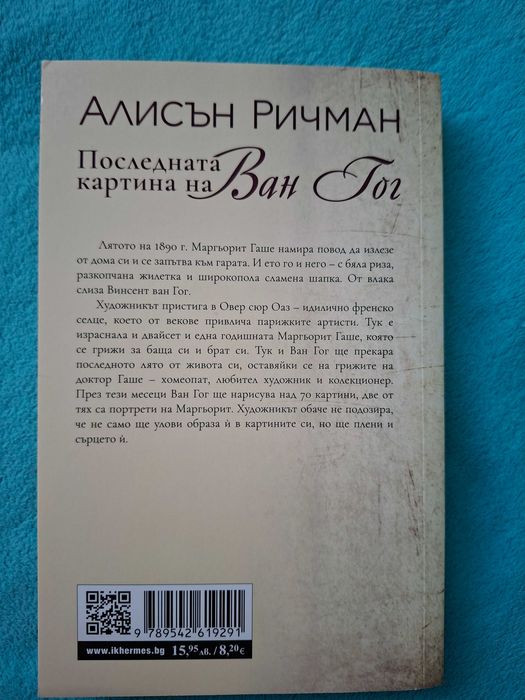 Алисън Ричман
Последната
картина на Ван Гог
Лятото на 1890 г. Маргьорит Гаше намира повод да излезе
от дома си и се запътва към гарата. И ето го и него – с бяла риза,
разкопчана жилетка и широкопола сламена шапка. От влака
слиза Винсент ван Гог.
Художникът пристига в Овер сюр Оаз – идилично френско
селце, което от векове привлича парижките артисти. Тук е
израснала и двайсет и една годишната Маргьорит Гаше, която
се грижи за баща си и брат си. Тук и Ван Гог ще прекара
последното лято от живота си, оставяйки се на грижите на
доктор Гаше – хомеопат, любител художник и колекционер.
През тези месеци Ван Гог ще нарисува над 70 картини, две от
тях са портрети на Маргьорит. Художникът обаче не подозира,
че не само ще улови образа ѝ в картините си, но ще плени и
сърцето ѝ.
9 789542 619291
www.ikhermes.bg 15,95 лв. / 8,20 €